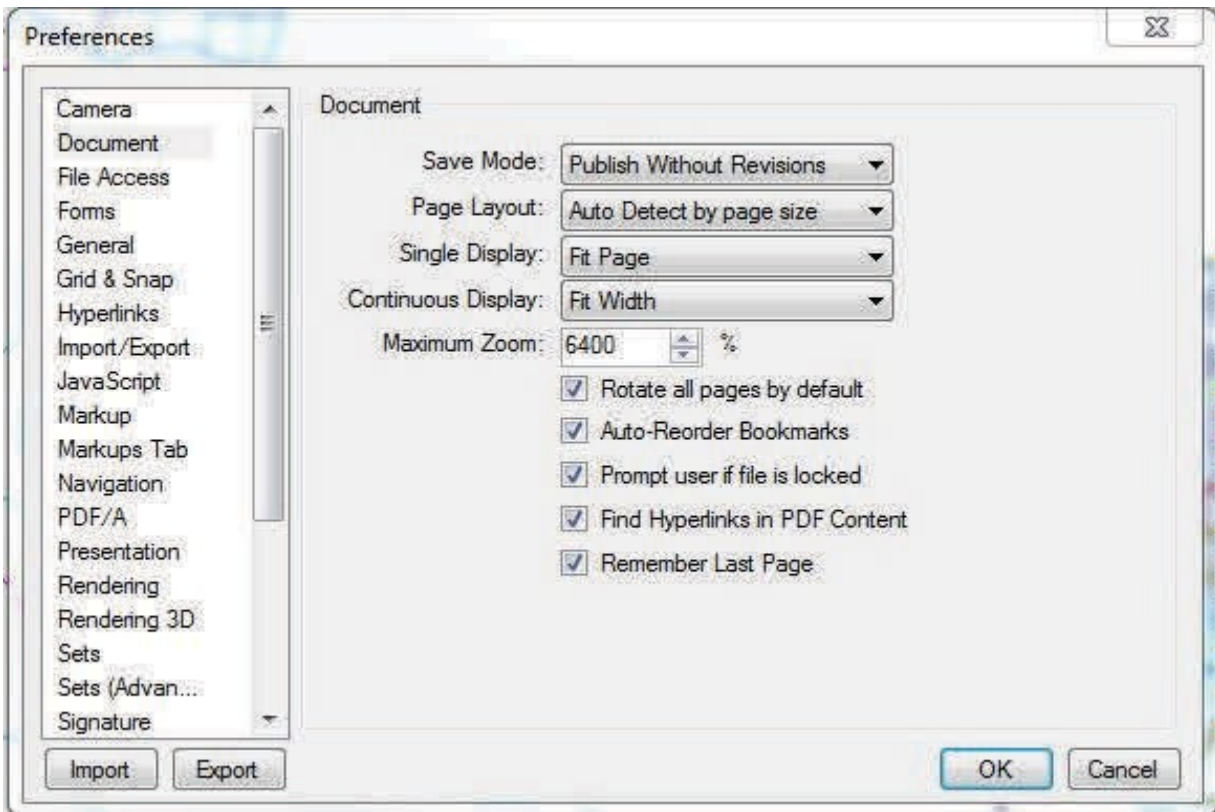 Preferences
Camera
Document
File Access
Forms
General
Grid & Snap
Hyperlinks
Import/Export
JavaScript
Markup
Markups Tab
Navigation
PDF/A
Presentation
Rendering
Rendering 3D
Sets
Sets (Advan...
Signature
Import Export
Document
Save Mode: Publish Without Revisions
Page Layout: Auto Detect by page size
Single Display: Fit Page
Continuous Display: Fit Width
Maximum Zoom: 6400 %
Rotate all pages by default
Auto-Reorder Bookmarks
Prompt user if file is locked
Find Hyperlinks in PDF Content
Remember Last Page
OK Cancel